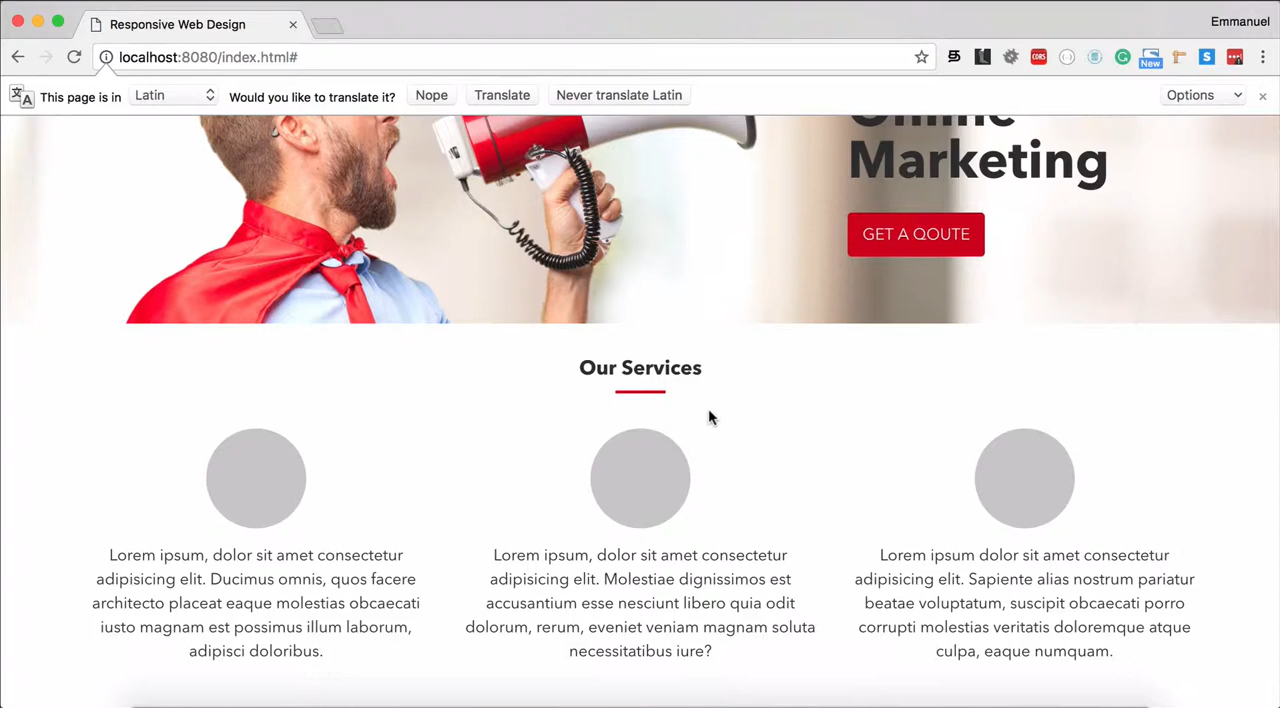 Responsive Web Design
Emmanuel
localhost:8080/index.html#
New
CORS
This page is in Latin Would you like to translate it? Nope Translate Never translate Latin Options
Online
Marketing
GET A QOUTE
Our Services
Lorem ipsum, dolor sit amet consectetur
adipisicing elit. Ducimus omnis, quos facere
architecto placeat eaque molestias obcaecati
iusto magnam est possimus illum laborum,
adipisci doloribus.
Lorem ipsum, dolor sit amet consectetur
adipisicing elit. Molestiae dignissimos est
accusantium esse nesciunt libero quia odit
dolorum, rerum, eveniet veniam magnam soluta
necessitatibus iure?
Lorem ipsum dolor sit amet consectetur
adipisicing elit. Sapiente alias nostrum pariatur
beatae voluptatum, suscipit obcaecati porro
corrupti molestias veritatis doloremque atque
culpa, eaque numquam.